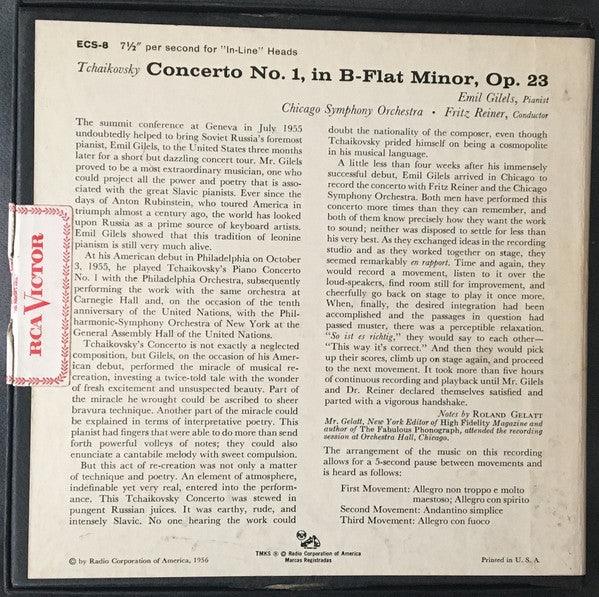 ECS-8 7½" per second for "In-Line" Heads
Tchaikovsky Concerto No. 1, in B-Flat Minor, Op. 23
Emil Gilels, Pianist
Chicago Symphony Orchestra • Fritz Reiner, Conductor
The summit conference at Geneva in July 1955
undoubtedly helped to bring Soviet Russia's foremost
pianist, Emil Gilels, to the United States three months
later for a short but dazzling concert tour. Mr. Gilels
proved to be a most extraordinary musician, one who
could project all the power and poetry that is asso-
ciated with the great Slavic pianists. Ever since the
days of Anton Rubinstein, who toured America in
triumph almost a century ago, the world has looked
upon Russia as a prime source of keyboard artists.
Emil Gilels showed that this tradition of leonine
pianism is still very much alive.
At his American debut in Philadelphia on October
3, 1955, he played Tchaikovsky's Piano Concerto
No. 1 with the Philadelphia Orchestra, subsequently
performing the work with the same orchestra at
Carnegie Hall and, on the occasion of the tenth
anniversary of the United Nations, with the Phil-
harmonic-Symphony Orchestra of New York at the
General Assembly Hall of the United Nations.
Tchaikovsky's Concerto is not exactly a neglected
composition, but Gilels, on the occasion of his Amer-
ican debut, performed the miracle of musical re-
creation, investing a twice-told tale with the wonder
of fresh excitement and unsuspected beauty. Part of
the miracle he wrought could be ascribed to sheer
bravura technique. Another part of the miracle could
be explained in terms of interpretative poetry. This
pianist had fingers that were able to do more than send
forth powerful volleys of notes; they could also
enunciate a cantabile melody with sweet compulsion.
But this act of re-creation was not only a matter
of technique and poetry. An element of atmosphere,
indefinable yet very real, entered into the perform-
ance. This Tchaikovsky Concerto was stewed in
pungent Russian juices. It was earthy, rude, and
intensely Slavic. No one hearing the work could
doubt the nationality of the composer, even though
Tchaikovsky prided himself on being a cosmopolite
in his musical language.
A little less than four weeks after his immensely
successful debut, Emil Gilels arrived in Chicago to
record the concerto with Fritz Reiner and the Chicago
Symphony Orchestra. Both men have performed this
concerto more times than they can remember, and
both of them know precisely how they want the work
to sound; neither was disposed to settle for less than
his very best. As they exchanged ideas in the recording
studio and as they worked together on stage, they
seemed remarkably en rapport. Time and again, they
would record a movement, listen to it over the
loud-speakers, find room still for improvement, and
cheerfully go back on stage to play it once more.
When, finally, the desired integration had been
accomplished and the passages in question had
passed muster, there was a perceptible relaxation.
"So ist es richtig," they would say to each other—
"This way it's correct." And then they would pick
up their scores, climb up on stage again, and proceed
to the next movement. It took more than five hours
of continuous recording and playback until Mr. Gilels
and Dr. Reiner declared themselves satisfied and
parted with a vigorous handshake.
Notes by ROLAND GELATT
Mr. Gelatt, New York Editor of High Fidelity Magazine and
author of The Fabulous Phonograph, attended the recording
session at Orchestra Hall, Chicago.
The arrangement of the music on this recording
allows for a 5-second pause between movements and
is heard as follows:
First Movement: Allegro non troppo e molto
maestoso; Allegro con spirito
Second Movement: Andantino simplice
Third Movement: Allegro con fuoco
RCA VICTOR
© by Radio Corporation of America, 1956
TMKS ® © Radio Corporation of America
Marcas Registradas
Printed in U. S. A.